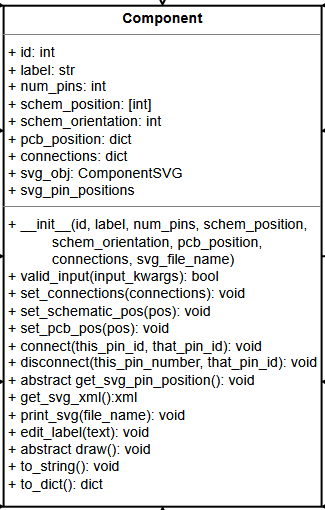 Component
+ id: int
+ label: str
+ num_pins: int
+ schem_position: [int]
+ schem_orientation: int
+ pcb_position: dict
+ connections: dict
+ svg_obj: ComponentSVG
+ svg_pin_positions
+ __init__(id, label, num_pins, schem_position,
schem_orientation, pcb_position,
connections, svg_file_name)
+ valid_input(input_kwargs): bool
+ set_connections(connections): void
+ set_schematic_pos(pos): void
+ set_pcb_pos(pos): void
+ connect(this_pin_id, that_pin_id): void
+ disconnect(this_pin_number, that_pin_id): void
+ abstract get_svg_pin_position(): void
+ get_svg_xml():xml
+ print_svg(file_name): void
+ edit_label(text): void
+ abstract draw(): void
+ to_string(): void
+ to_dict(): dict